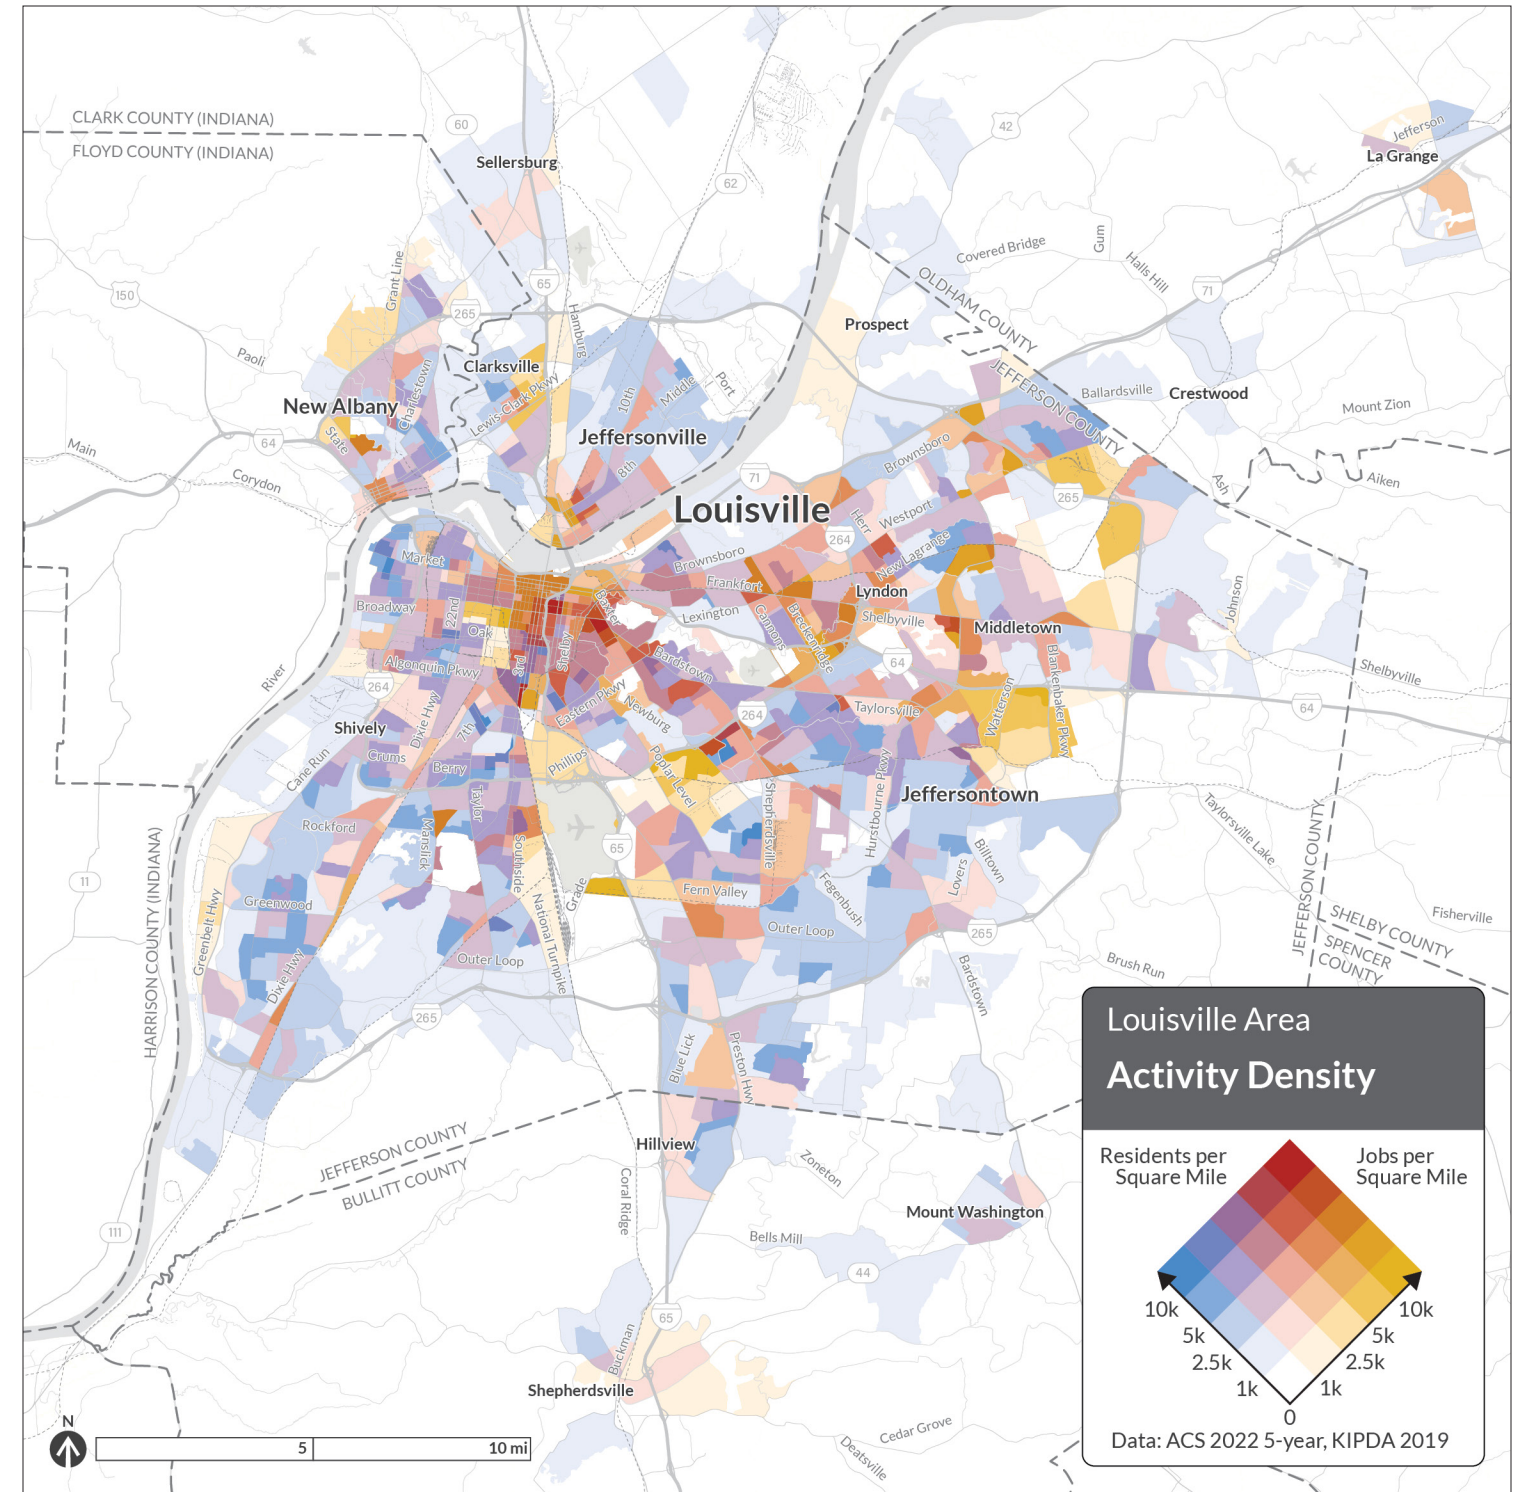 CLARK COUNTY (INDIANA)
FLOYD COUNTY (INDIANA)
60
Sellersburg
62
42
Jefferson
La Grange
Covered Bridge
Gum
Halls Hill
71
OLDHAM COUNTY
150
Grant Line
265
65
Hamburg
Prospect
Paoli
Clarksville
Charlestown
Lewis-Clark Pkwy
10th
Middle
Port
JEFFERSON COUNTY
Ballardsville
Crestwood
Mount Zion
New Albany
State
64
Main
Corydon
Jeffersonville
8th
71
Brownsboro
265
Ash
Aiken
Louisville
Herr
Westport
264
New Lagrange
Market
Brownsboro
Frankfort
Lyndon
Broadway
22nd
Oak
Baxter
Lexington
Cannons
Breckenridge
Shelbyville
Middletown
Johnson
Algonquin Pkwy
3rd
Shelby
Bardstown
64
Blankenbaker Pkwy
Shelbyville
River
264
Eastern Pkwy
Newburg
264
Taylorsville
Watterson
64
Shively
Dixie Hwy
7th
Cane Run
Crums
Berry
Phillips
Poplar Level
Hurstbourne Pkwy
Jeffersontown
Taylor
Rockford
Manslick
Southside
65
Shepherdsville
Billtown
Lovers
Taylorsville Lake
JEFFERSON COUNTY
11
HARRISON COUNTY (INDIANA)
Greenbelt Hwy
Greenwood
Grade
Fern Valley
Fegenbush
Outer Loop
265
SHELBY COUNTY
SPENCER
COUNTY
Fisherville
National Turnpike
Dixie Hwy
Outer Loop
265
Bardstown
Brush Run
Blue Lick
Preston Hwy
JEFFERSON COUNTY
BULLITT COUNTY
Hillview
Coral Ridge
Zoneton
Mount Washington
111
Bells Mill
44
65
Buckman
Shepherdsville
Cedar Grove
Deatsville
N
5
10 mi
Louisville Area
Activity Density
Residents per
Square Mile
Jobs per
Square Mile
10k
10k
5k
5k
2.5k
2.5k
1k
1k
0
Data: ACS 2022 5-year, KIPDA 2019